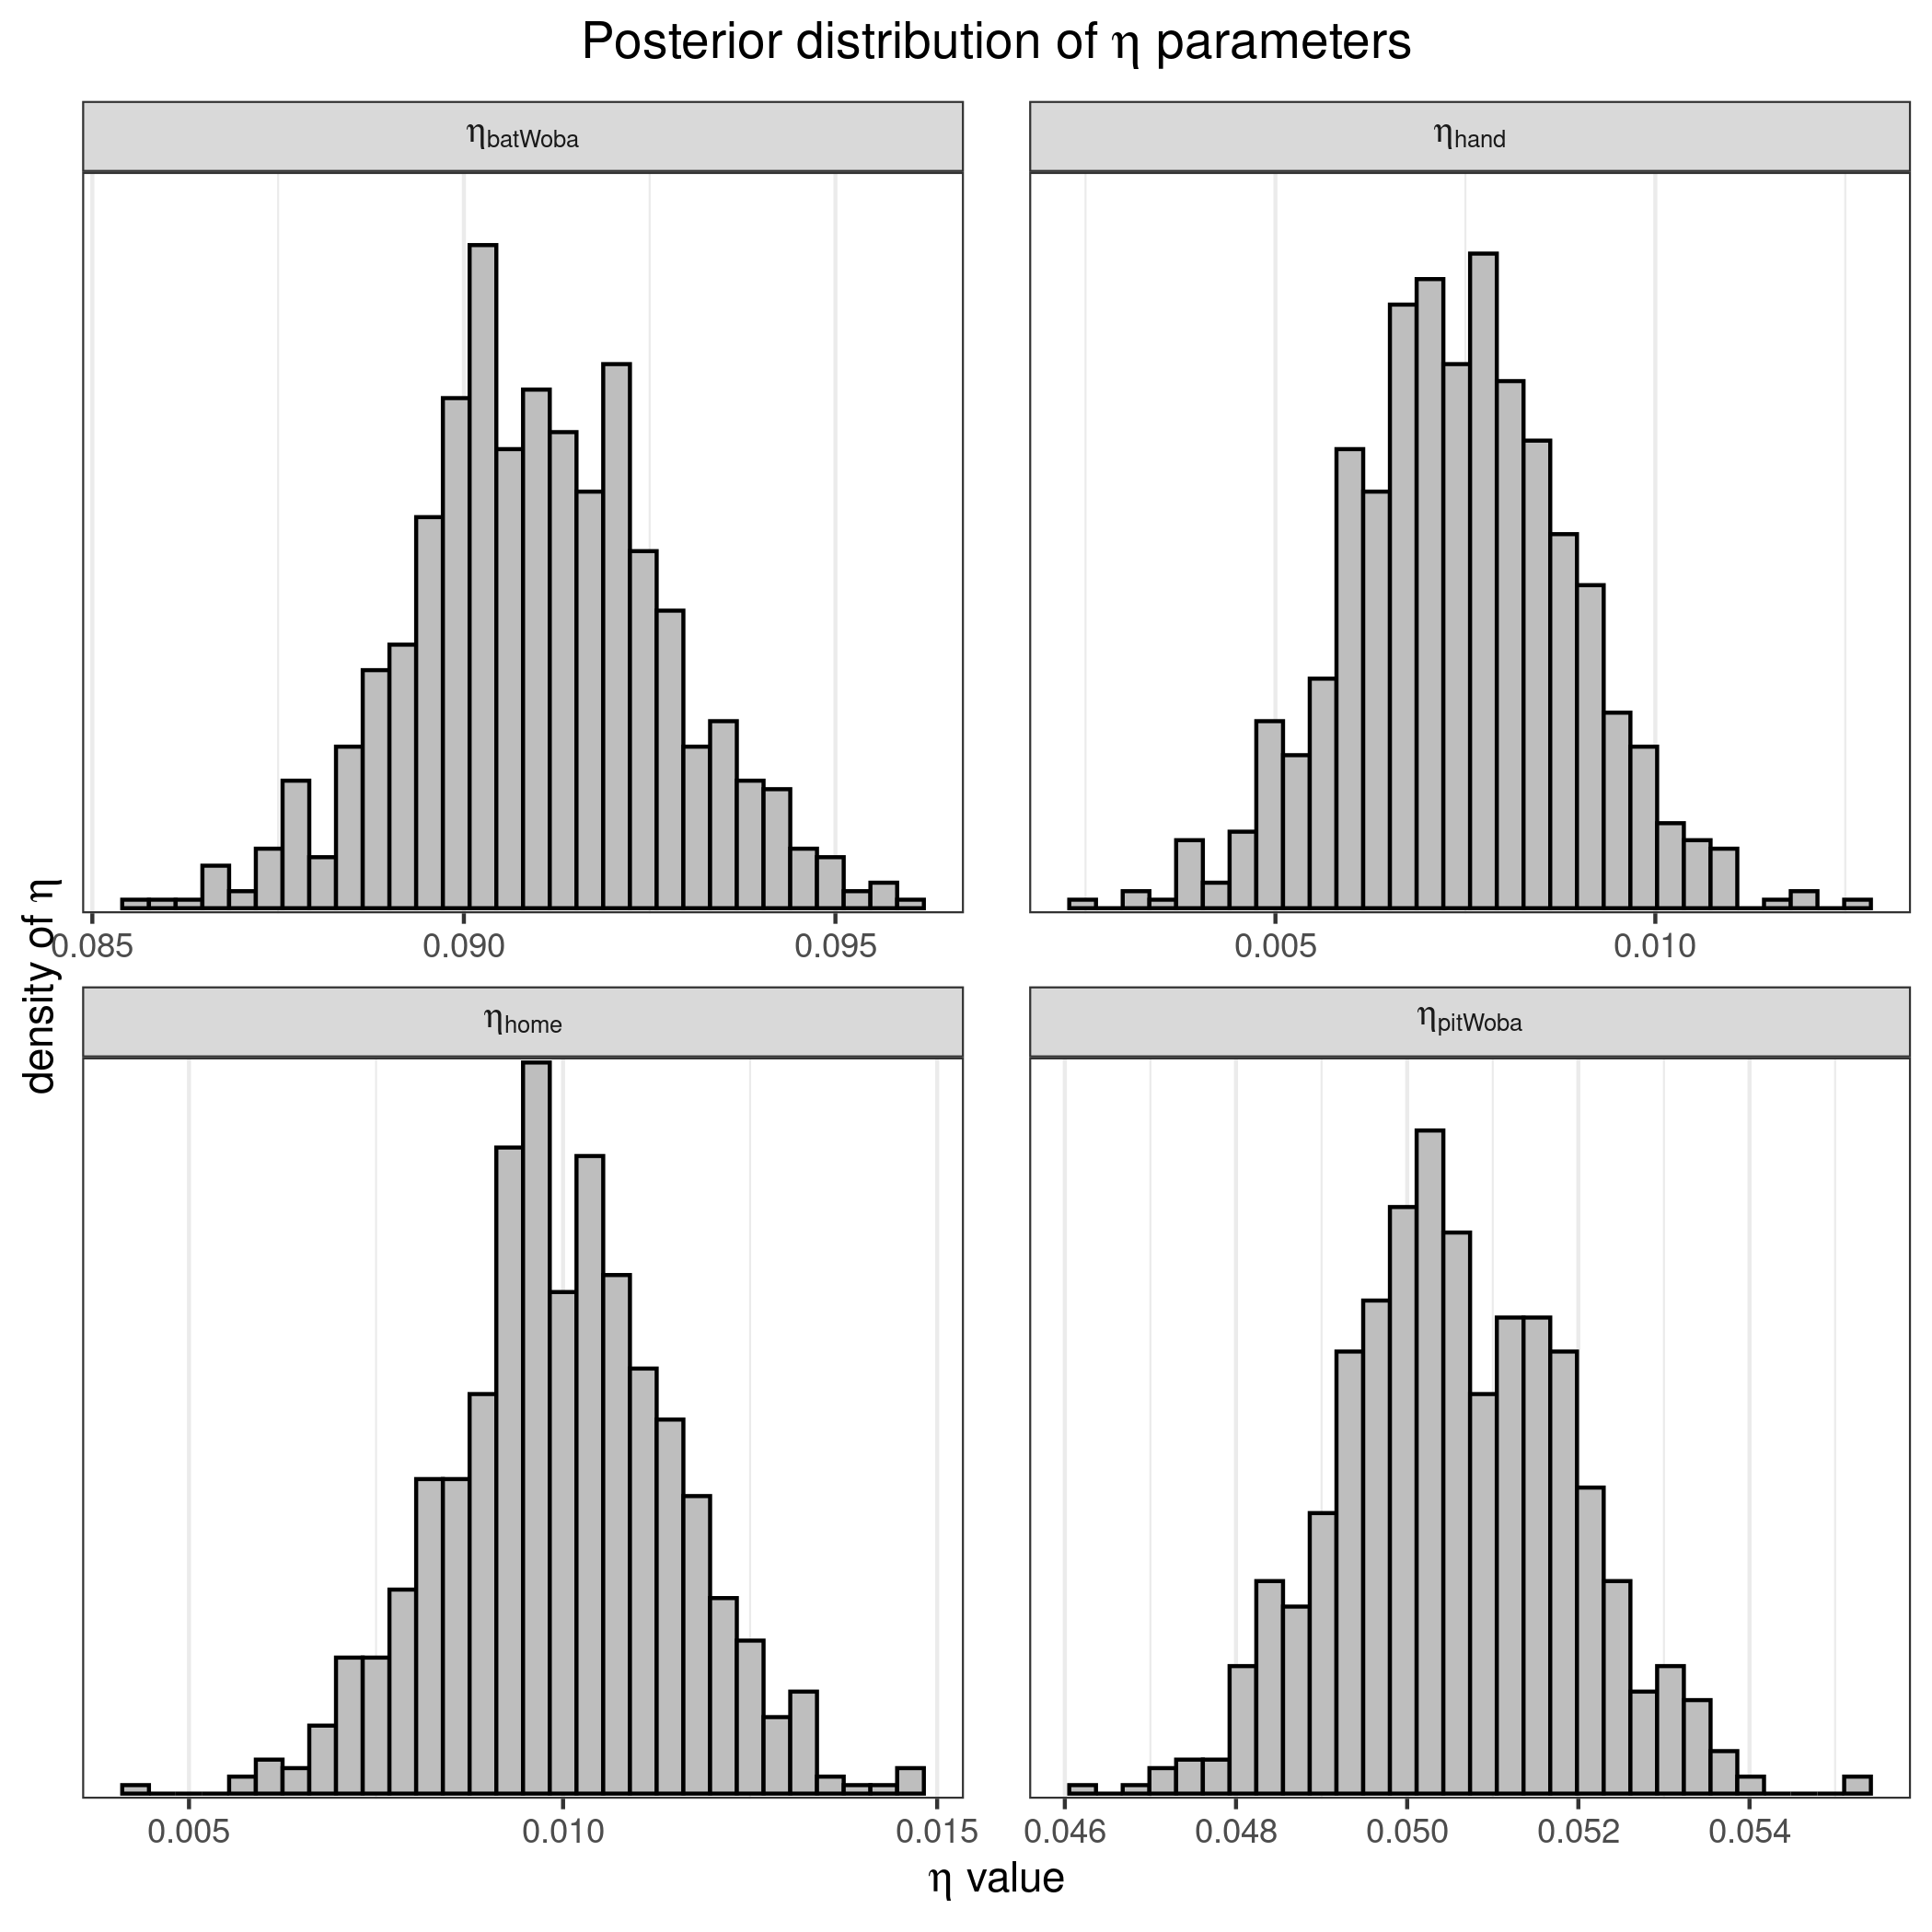 Posterior distribution of η parameters
ηbatWoba
ηhand
0.085 0.090 0.095
0.005 0.010
density of η
ηhome
ηpitWoba
0.005 0.010 0.015
0.046 0.048 0.050 0.052 0.054
η value